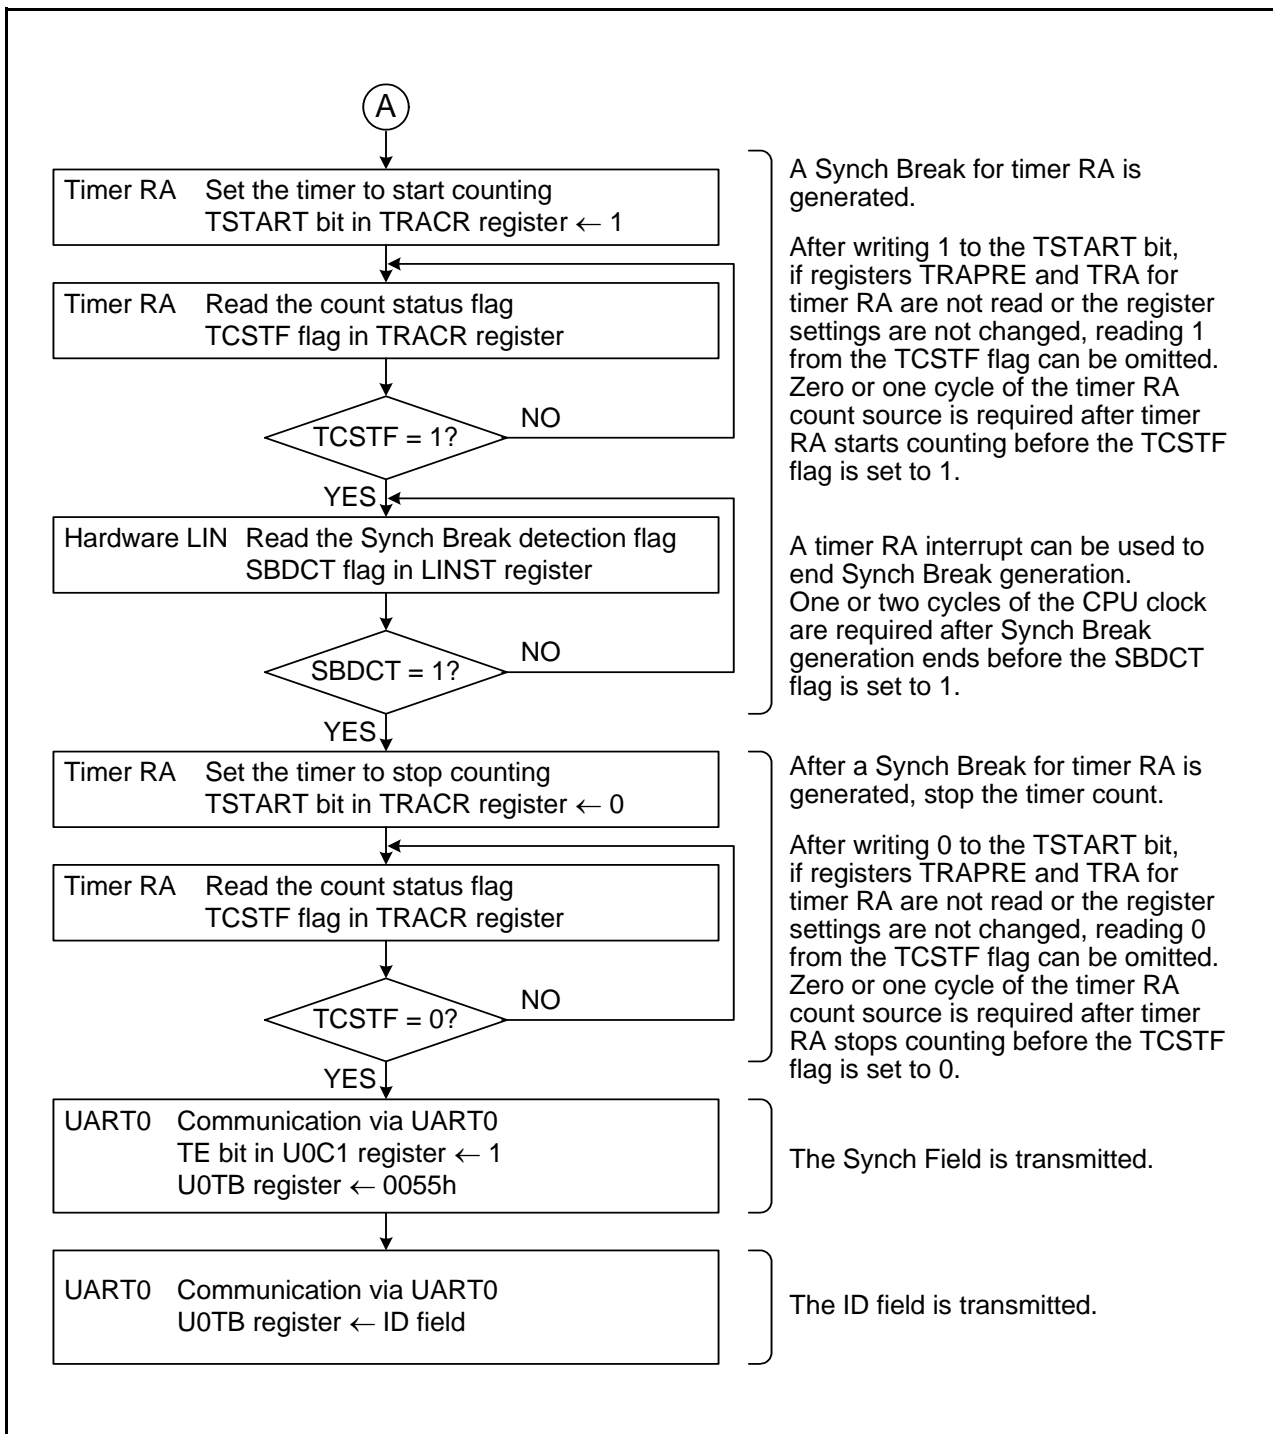 A
Timer RA Set the timer to start counting
TSTART bit in TRACR register ← 1
Timer RA Read the count status flag
TCSTF flag in TRACR register
TCSTF = 1?
NO
YES
Hardware LIN Read the Synch Break detection flag
SBDCT flag in LINST register
SBDCT = 1?
NO
YES
A Synch Break for timer RA is
generated.
After writing 1 to the TSTART bit,
if registers TRAPRE and TRA for
timer RA are not read or the register
settings are not changed, reading 1
from the TCSTF flag can be omitted.
Zero or one cycle of the timer RA
count source is required after timer
RA starts counting before the TCSTF
flag is set to 1.
A timer RA interrupt can be used to
end Synch Break generation.
One or two cycles of the CPU clock
are required after Synch Break
generation ends before the SBDCT
flag is set to 1.
Timer RA Set the timer to stop counting
TSTART bit in TRACR register ← 0
Timer RA Read the count status flag
TCSTF flag in TRACR register
TCSTF = 0?
NO
YES
After a Synch Break for timer RA is
generated, stop the timer count.
After writing 0 to the TSTART bit,
if registers TRAPRE and TRA for
timer RA are not read or the register
settings are not changed, reading 0
from the TCSTF flag can be omitted.
Zero or one cycle of the timer RA
count source is required after timer
RA stops counting before the TCSTF
flag is set to 0.
UART0 Communication via UART0
TE bit in U0C1 register ← 1
U0TB register ← 0055h
The Synch Field is transmitted.
UART0 Communication via UART0
U0TB register ← ID field
The ID field is transmitted.